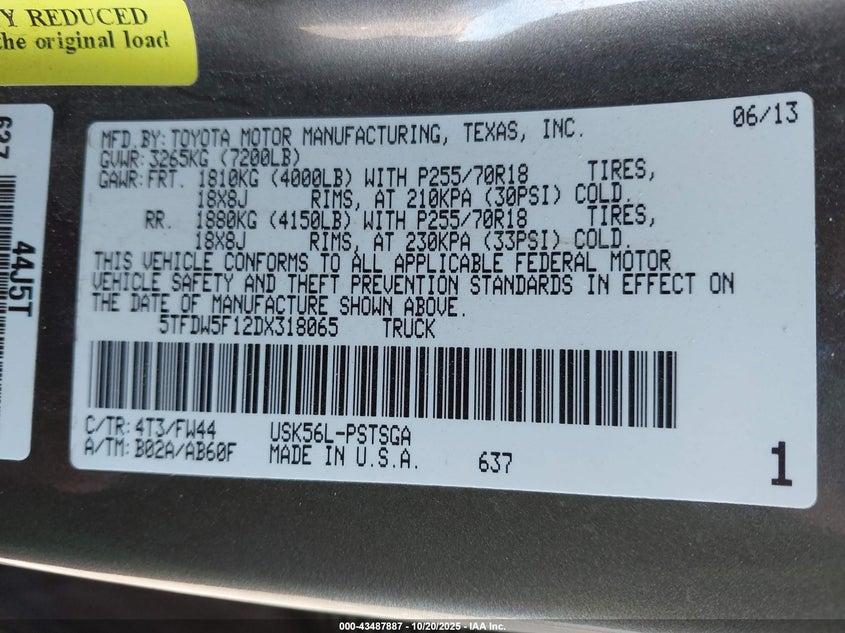 Y REDUCED
the original load
627
44J5T
06/13
MFD.BY:TOYOTA MOTOR MANUFACTURING, TEXAS, INC.
GVWR:3265KG (7200LB)
GAWR:FRT. 1810KG (4000LB) WITH P255/70R18 TIRES,
18X8J RIMS, AT 210KPA (30PSI) COLD.
RR. 1880KG (4150LB) WITH P255/70R18 TIRES,
18X8J RIMS, AT 230KPA (33PSI) COLD.
THIS VEHICLE CONFORMS TO ALL APPLICABLE FEDERAL MOTOR
VEHICLE SAFETY AND THEFT PREVENTION STANDARDS IN EFFECT ON
THE DATE OF MANUFACTURE SHOWN ABOVE.
5TFDW5F12DX318065 TRUCK
C/TR:4T3/FW44 USK56L-PSTSGA
A/TM:B02A/AB60F MADE IN U.S.A. 637
1
000-43487887 - 10/20/2025 - IAA Inc.